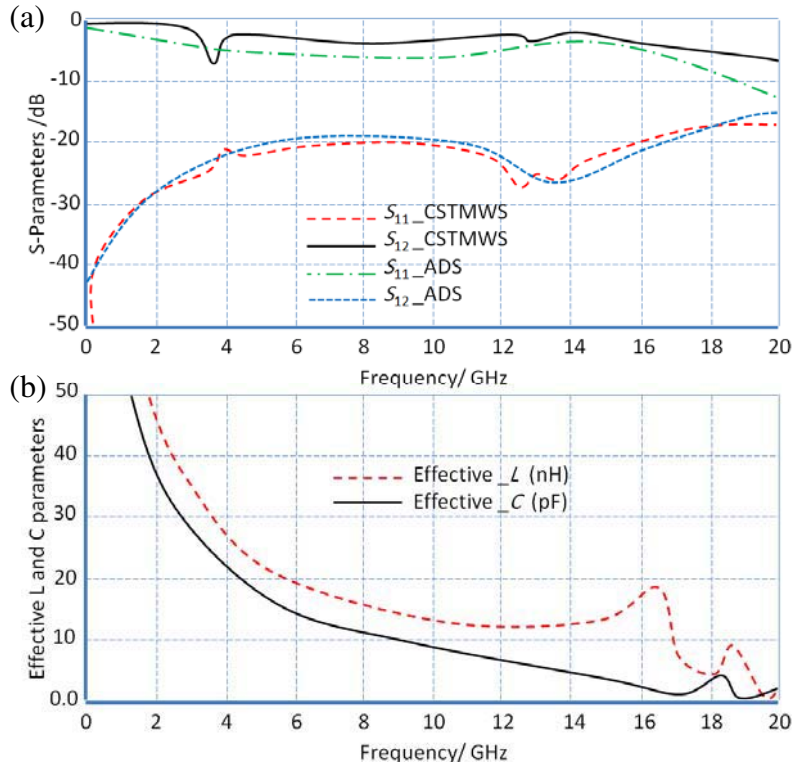 (a)
0
-10
-20
-30
-40
-50
S-Parameters /dB
S11_CSTMWS
S12_CSTMWS
S11_ADS
S12_ADS
0 2 4 6 8 10 12 14 16 18 20
Frequency/ GHz
(b)
50
40
30
20
10
0.0
Effective L and C parameters
Effective _L (nH)
Effective _C (pF)
0 2 4 6 8 10 12 14 16 18 20
Frequency/ GHz